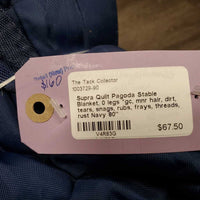 $160
The Tack Collector
1003729-90
Supra Quilt Pagoda Stable
Blanket, 0 legs *gc, mnr hair, dirt,
tears, snags, rubs, frays, threads,
rust Navy 80"
V4R83G
$67.50